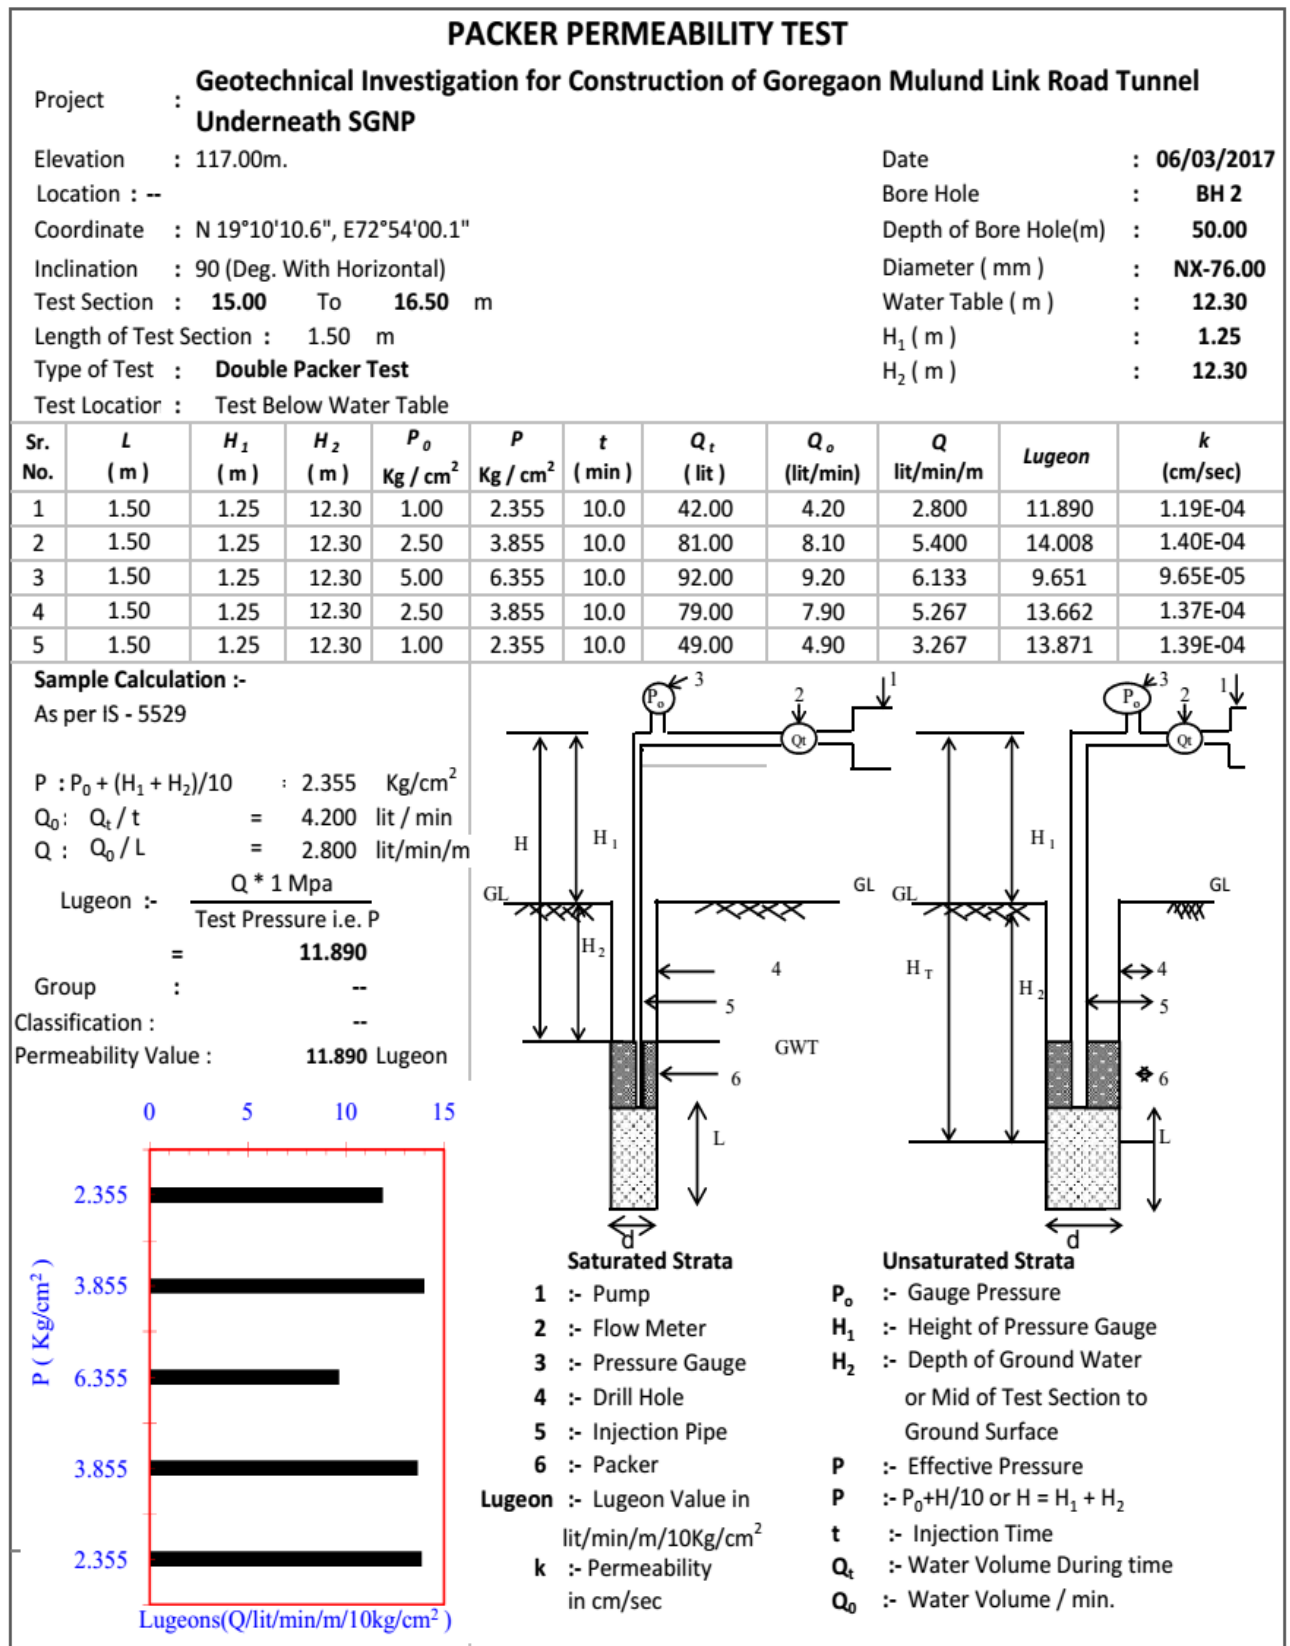 PACKER PERMEABILITY TEST
Project : Geotechnical Investigation for Construction of Goregaon Mulund Link Road Tunnel
Underneath SGNP
Elevation : 117.00m. Date : 06/03/2017
Location : -- Bore Hole : BH 2
Coordinate : N 19°10'10.6", E72°54'00.1" Depth of Bore Hole(m) : 50.00
Inclination : 90 (Deg. With Horizontal) Diameter ( mm ) : NX-76.00
Test Section : 15.00 To 16.50 m Water Table ( m ) : 12.30
Length of Test Section : 1.50 m H₁ ( m ) : 1.25
Type of Test : Double Packer Test H₂ ( m ) : 12.30
Test Location : Test Below Water Table
Sr. L H₁ H₂ P₀ P t Qₜ Qₒ Q Lugeon k
No. ( m ) ( m ) ( m ) Kg / cm² Kg / cm² ( min ) ( lit ) (lit/min) lit/min/m (cm/sec)
1 1.50 1.25 12.30 1.00 2.355 10.0 42.00 4.20 2.800 11.890 1.19E-04
2 1.50 1.25 12.30 2.50 3.855 10.0 81.00 8.10 5.400 14.008 1.40E-04
3 1.50 1.25 12.30 5.00 6.355 10.0 92.00 9.20 6.133 9.651 9.65E-05
4 1.50 1.25 12.30 2.50 3.855 10.0 79.00 7.90 5.267 13.662 1.37E-04
5 1.50 1.25 12.30 1.00 2.355 10.0 49.00 4.90 3.267 13.871 1.39E-04
Sample Calculation :-
As per IS - 5529
P : P₀ + (H₁ + H₂)/10 : 2.355 Kg/cm²
Q₀ : Qₜ / t = 4.200 lit / min
Q : Q₀ / L = 2.800 lit/min/m
Q * 1 Mpa
Lugeon :-
Test Pressure i.e. P
= 11.890
Group : --
Classification : --
Permeability Value : 11.890 Lugeon
0 5 10 15
2.355
3.855
6.355
3.855
2.355
P ( Kg/cm² )
Lugeons(Q/lit/min/m/10kg/cm² )
Pₒ 3
2 1
Qt
H H₁
GL GL
H₂
4
5
GWT
6
L
d
Pₒ 3
2 1
Qt
H₁
GL GL
H_T H₂
4
5
6
L
d
Saturated Strata
1 :- Pump
2 :- Flow Meter
3 :- Pressure Gauge
4 :- Drill Hole
5 :- Injection Pipe
6 :- Packer
Lugeon :- Lugeon Value in
lit/min/m/10Kg/cm²
k :- Permeability
in cm/sec
Unsaturated Strata
Pₒ :- Gauge Pressure
H₁ :- Height of Pressure Gauge
H₂ :- Depth of Ground Water
or Mid of Test Section to
Ground Surface
P :- Effective Pressure
P :- P₀+H/10 or H = H₁ + H₂
t :- Injection Time
Qₜ :- Water Volume During time
Q₀ :- Water Volume / min.